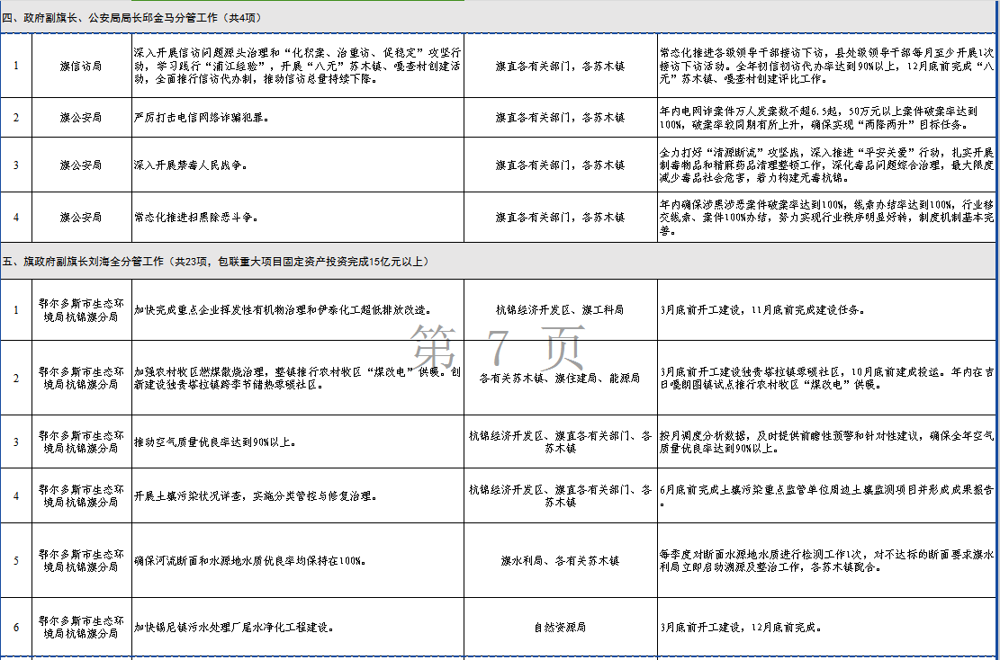 四、政府副旗长、公安局局长邱金马分管工作（共4项）
1
旗信访局
深入开展信访问题源头治理和“化积案、治重访、促稳定”攻坚行
动，学习践行“浦江经验”，开展“八无”苏木镇、嘎查村创建活
动，全面推行信访代办制，推动信访总量持续下降。
旗直各有关部门，各苏木镇
常态化推进各级领导干部接访下访，县处级领导干部每月至少开展1次
接访下访活动。全年初信初访代办率达到90%以上，12月底前完成“八
无”苏木镇、嘎查村创建评比工作。
2
旗公安局
严厉打击电信网络诈骗犯罪。
旗直各有关部门，各苏木镇
年内电网诈案件万人发案数不超6.5起，50万元以上案件破案率达到
100%，破案率较同期有所上升，确保实现“两降两升”目标任务。
3
旗公安局
深入开展禁毒人民战争。
旗直各有关部门，各苏木镇
全力打好“清源断流”攻坚战，深入推进“平安关爱”行动，扎实开展
制毒物品和精麻药品清理整顿工作，深化毒品问题综合治理，最大限度
减少毒品社会危害，着力构建无毒杭锦。
4
旗公安局
常态化推进扫黑除恶斗争。
旗直各有关部门，各苏木镇
年内确保涉黑涉恶案件破案率达到100%，线索办结率达到100%，行业移
交线索、案件100%办结，努力实现行业秩序明显好转，制度机制基本完
善。
五、旗政府副旗长刘海全分管工作（共23项，包联重大项目固定资产投资完成15亿元以上）
1
鄂尔多斯市生态环
境局杭锦旗分局
加快完成重点企业挥发性有机物治理和伊泰化工超低排放改造。
杭锦经济开发区、旗工科局
3月底前开工建设，11月底前完成建设任务。
第 7 页
2
鄂尔多斯市生态环
境局杭锦旗分局
加强农村牧区燃煤散烧治理，整镇推行农村牧区“煤改电”供暖。创
新建设独贵塔拉镇跨季节储热零碳社区。
各有关苏木镇、旗住建局、能源局
3月底前开工建设独贵塔拉镇零碳社区，10月底前建成投运。年内在吉
日嘎朗图镇试点推行农村牧区“煤改电”供暖。
3
鄂尔多斯市生态环
境局杭锦旗分局
推动空气质量优良率达到90%以上。
杭锦经济开发区、旗直各有关部门、各
苏木镇
按月调度分析数据，及时提供前瞻性预警和针对性建议，确保全年空气
质量优良率达到90%以上。
4
鄂尔多斯市生态环
境局杭锦旗分局
开展土壤污染状况详查，实施分类管控与修复治理。
杭锦经济开发区、旗直各有关部门、各
苏木镇
6月底前完成土壤污染重点监管单位周边土壤监测项目并形成成果报告
。
5
鄂尔多斯市生态环
境局杭锦旗分局
确保河流断面和水源地水质优良率均保持在100%。
旗水利局、各有关苏木镇
每季度对断面水源地水质进行检测工作1次，对不达标的断面要求旗水
利局立即启动溯源及整治工作，各苏木镇配合。
6
鄂尔多斯市生态环
境局杭锦旗分局
加快锡尼镇污水处理厂尾水净化工程建设。
自然资源局
3月底前开工建设，12月底前完成。